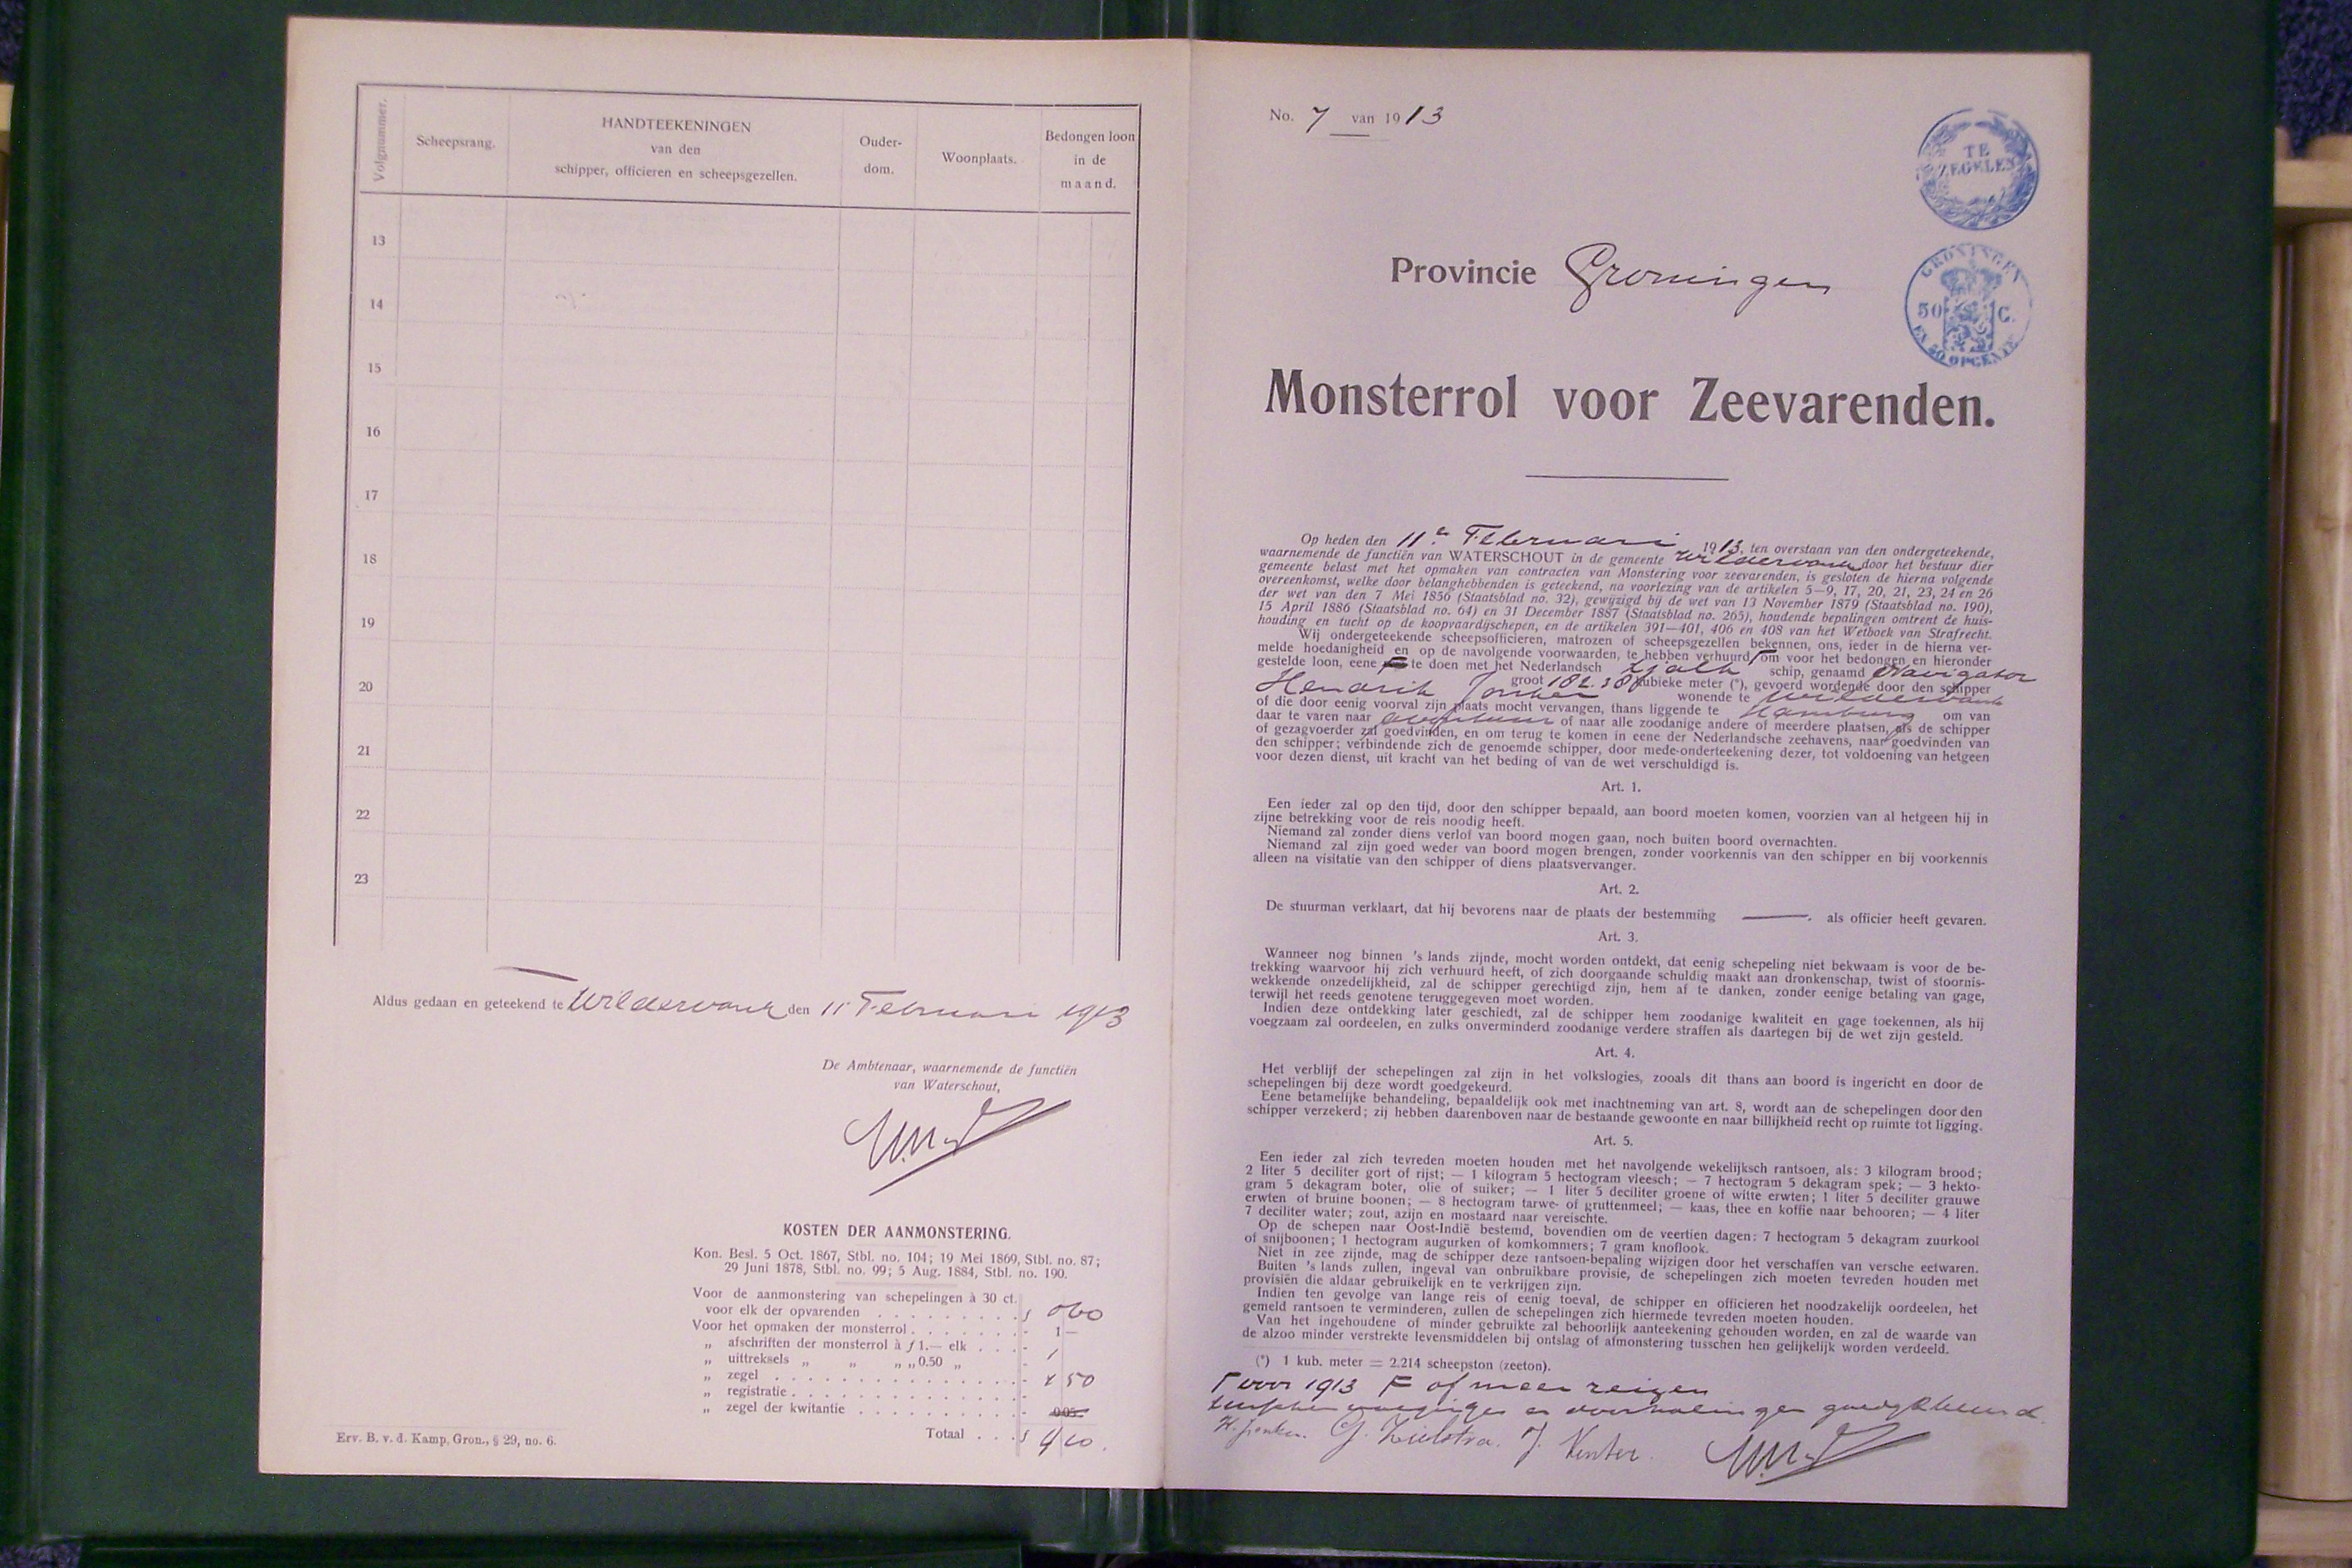 Volgnummer.
Scheepsrang.
HANDTEEKENINGEN
van den
schipper, officieren en scheepsgezellen.
Ouder-
dom.
Woonplaats.
Bedongen loon
in de
maand.
13
14
15
16
17
18
19
20
21
22
23
Aldus gedaan en geteekend te Wildervank den 11 Februari 1913
De Ambtenaar, waarnemende de functiën
van Waterschout,
KOSTEN DER AANMONSTERING.
Kon. Besl. 5 Oct. 1867, Stbl. no. 104; 19 Mei 1869, Stbl. no. 87;
29 Juni 1878, Stbl. no. 99; 5 Aug. 1884, Stbl. no. 190.
Voor de aanmonstering van schepelingen à 30 ct.
voor elk der opvarenden . . . . . . . . . f 060
Voor het opmaken der monsterrol . . . . . . . - 1 —
„ afschriften der monsterrol à f 1.— elk . . . - 1
„ uittreksels „ „ „ „ 0.50 „ -
„ zegel . . . . . . . . . . . . . . . - 1 50
„ registratie . . . . . . . . . . . . . . -
„ zegel der kwitantie . . . . . . . . . . - 0.05
Totaal . . . f 4 10.
Erv. B. v. d. Kamp, Gron., § 29, no. 6.
No. 7 van 1913
TE
ZEGELEN
GRONINGEN
50 C.
EN 50 OPCENTE
Provincie Groningen
Monsterrol voor Zeevarenden.
Op heden den 11e Februari 1913, ten overstaan van den ondergeteekende,
waarnemende de functiën van WATERSCHOUT in de gemeente Wildervank door het bestuur dier
gemeente belast met het opmaken van contracten van Monstering voor zeevarenden, is gesloten de hierna volgende
overeenkomst, welke door belanghebbenden is geteekend, na voorlezing van de artikelen 5—9, 17, 20, 21, 23, 24 en 26
der wet van den 7 Mei 1856 (Staatsblad no. 32), gewijzigd bij de wet van 13 November 1879 (Staatsblad no. 190),
15 April 1886 (Staatsblad no. 64) en 31 December 1887 (Staatsblad no. 265), houdende bepalingen omtrent de huis-
houding en tucht op de koopvaardijschepen, en de artikelen 391—401, 406 en 408 van het Wetboek van Strafrecht.
Wij ondergeteekende scheepsofficieren, matrozen of scheepsgezellen bekennen, ons, ieder in de hierna ver-
melde hoedanigheid en op de navolgende voorwaarden, te hebben verhuurd om voor het bedongen en hieronder
gestelde loon, eene te doen met het Nederlandsch tjalk schip, genaamd Navigator
groot 182.38 kubieke meter (*), gevoerd wordende door den schipper
Hendrik Jonker wonende te Wildervank
of die door eenig voorval zijn plaats mocht vervangen, thans liggende te Hamburg om van
daar te varen naar avontuur of naar alle zoodanige andere of meerdere plaatsen, als de schipper
of gezagvoerder zal goedvinden, en om terug te komen in eene der Nederlandsche zeehavens, naar goedvinden van
den schipper; verbindende zich de genoemde schipper, door mede-onderteekening dezer, tot voldoening van hetgeen
voor dezen dienst, uit kracht van het beding of van de wet verschuldigd is.
Art. 1.
Een ieder zal op den tijd, door den schipper bepaald, aan boord moeten komen, voorzien van al hetgeen hij in
zijne betrekking voor de reis noodig heeft.
Niemand zal zonder diens verlof van boord mogen gaan, noch buiten boord overnachten.
Niemand zal zijn goed weder van boord mogen brengen, zonder voorkennis van den schipper en bij voorkennis
alleen na visitatie van den schipper of diens plaatsvervanger.
Art. 2.
De stuurman verklaart, dat hij bevorens naar de plaats der bestemming ——. als officier heeft gevaren.
Art. 3.
Wanneer nog binnen 's lands zijnde, mocht worden ontdekt, dat eenig schepeling niet bekwaam is voor de be-
trekking waarvoor hij zich verhuurd heeft, of zich doorgaande schuldig maakt aan dronkenschap, twist of stoornis-
wekkende onzedelijkheid, zal de schipper gerechtigd zijn, hem af te danken, zonder eenige betaling van gage,
terwijl het reeds genotene teruggegeven moet worden.
Indien deze ontdekking later geschiedt, zal de schipper hem zoodanige kwaliteit en gage toekennen, als hij
voegzaam zal oordeelen, en zulks onverminderd zoodanige verdere straffen als daartegen bij de wet zijn gesteld.
Art. 4.
Het verblijf der schepelingen zal zijn in het volkslogies, zooals dit thans aan boord is ingericht en door de
schepelingen bij deze wordt goedgekeurd.
Eene betamelijke behandeling, bepaaldelijk ook met inachtneming van art. 8, wordt aan de schepelingen door den
schipper verzekerd; zij hebben daarenboven naar de bestaande gewoonte en naar billijkheid recht op ruimte tot ligging.
Art. 5.
Een ieder zal zich tevreden moeten houden met het navolgende wekelijksch rantsoen, als: 3 kilogram brood;
2 liter 5 deciliter gort of rijst; — 1 kilogram 5 hectogram vleesch; — 7 hectogram 5 dekagram spek; — 3 hekto-
gram 5 dekagram boter, olie of suiker; — 1 liter 5 deciliter groene of witte erwten; 1 liter 5 deciliter grauwe
erwten of bruine boonen; — 8 hectogram tarwe- of gruttenmeel; — kaas, thee en koffie naar behooren; — 4 liter
7 deciliter water; zout, azijn en mostaard naar vereischte.
Op de schepen naar Oost-Indië bestemd, bovendien om de veertien dagen: 7 hectogram 5 dekagram zuurkool
of snijboonen; 1 hectogram augurken of komkommers; 7 gram knoflook.
Niet in zee zijnde, mag de schipper deze rantsoen-bepaling wijzigen door het verschaffen van versche eetwaren.
Buiten 's lands zullen, ingeval van onbruikbare provisie, de schepelingen zich moeten tevreden houden met
provisiën die aldaar gebruikelijk en te verkrijgen zijn.
Indien ten gevolge van lange reis of eenig toeval, de schipper en officieren het noodzakelijk oordeelen, het
gemeld rantsoen te verminderen, zullen de schepelingen zich hiermede tevreden moeten houden.
Van het ingehoudene of minder gebruikte zal behoorlijk aanteekening gehouden worden, en zal de waarde van
de alzoo minder verstrekte levensmiddelen bij ontslag of afmonstering tusschen hen gelijkelijk worden verdeeld.
(*) 1 kub. meter = 2.214 scheepston (zeeton).
voor 1913 of meer reizen
tusschenvoegingen en doorhalingen goedgekeurd
H. Jonker. G. Zuidstra. J. Venter.